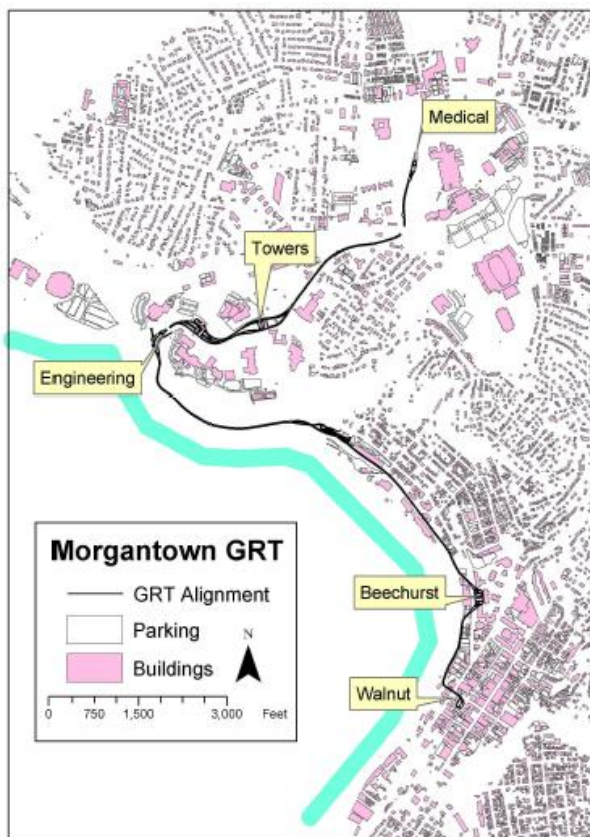 Medical
Towers
Engineering
Morgantown GRT
GRT Alignment
Parking
Buildings
N
0 750 1,500 3,000 Feet
Beechurst
Walnut